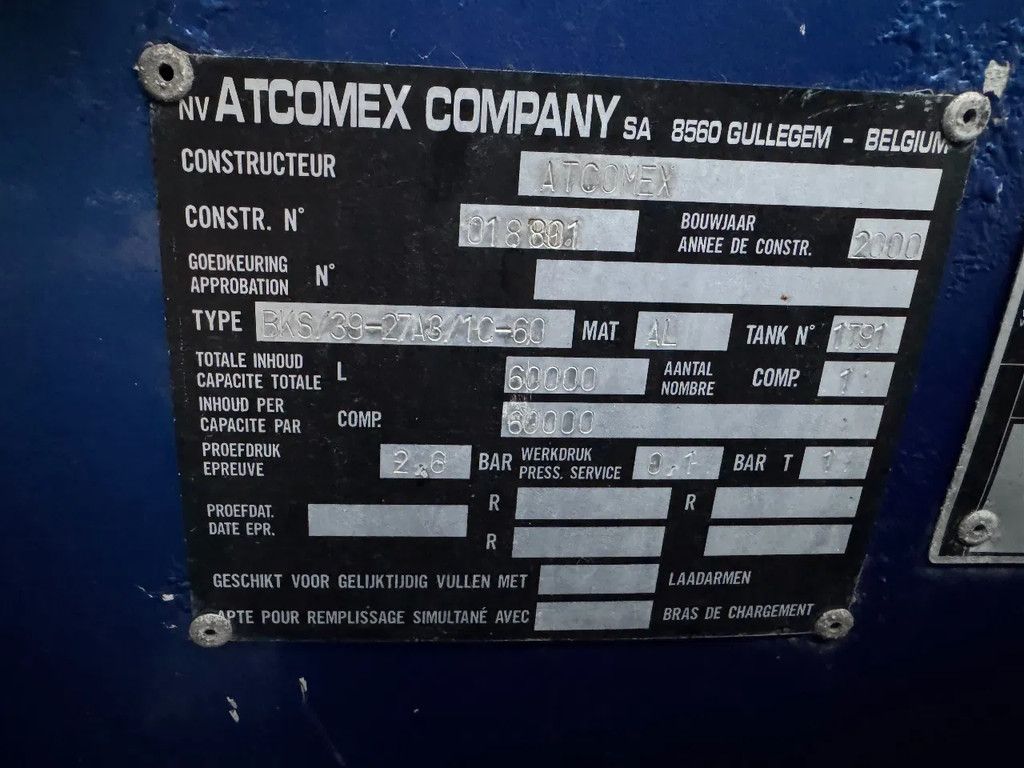 NV ATCOMEX COMPANY SA 8560 GULLEGEM - BELGIUM
CONSTRUCTEUR ATCOMEX
CONSTR. N° 018801 BOUWJAAR
ANNEE DE CONSTR. 2000
GOEDKEURING
APPROBATION N°
TYPE BKS/39-27A3/1C-60 MAT AL TANK N° 1791
TOTALE INHOUD
CAPACITE TOTALE L 60000 AANTAL
NOMBRE COMP. 1
INHOUD PER
CAPACITE PAR COMP. 60000
PROEFDRUK
EPREUVE 2,6 BAR WERKDRUK
PRESS. SERVICE 0,1 BAR T 1
PROEFDAT.
DATE EPR. R R
R
GESCHIKT VOOR GELIJKTIJDIG VULLEN MET LAADARMEN
APTE POUR REMPLISSAGE SIMULTANÉ AVEC BRAS DE CHARGEMENT